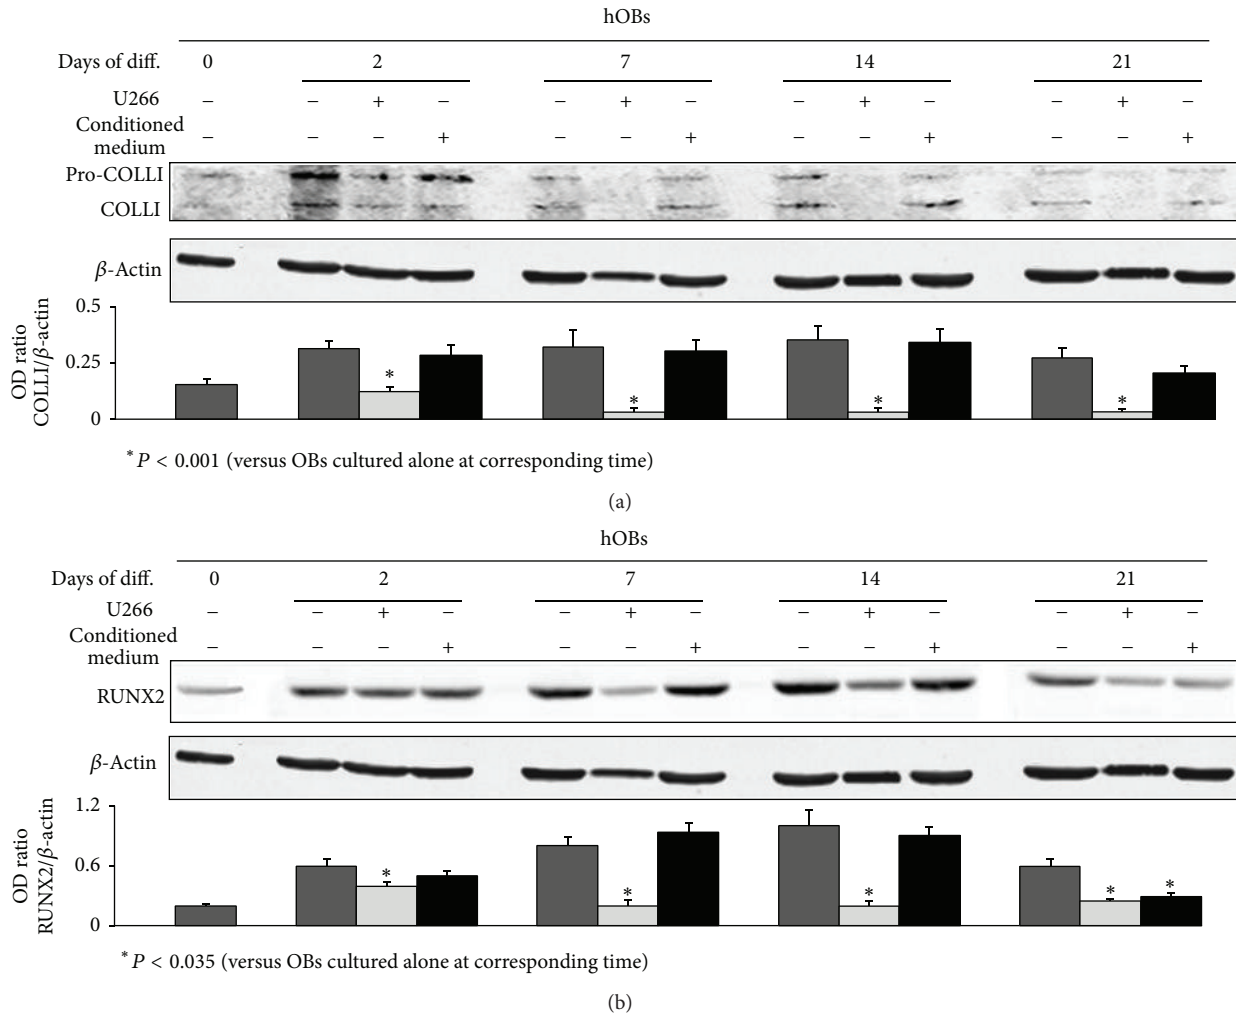 hOBs
Days of diff. 0 2 7 14 21
U266 – – + – – + – – + – – + –
Conditioned
medium – – – + – – + – – + – – +
Pro-COLLI
COLLI
β-Actin
0.5
0.25
0
OD ratio
COLLI/β-actin
* * * *
* P < 0.001 (versus OBs cultured alone at corresponding time)
(a)
hOBs
Days of diff. 0 2 7 14 21
U266 – – + – – + – – + – – + –
Conditioned
medium – – – + – – + – – + – – +
RUNX2
β-Actin
1.2
0.6
0
OD ratio
RUNX2/β-actin
* * * * *
* P < 0.035 (versus OBs cultured alone at corresponding time)
(b)